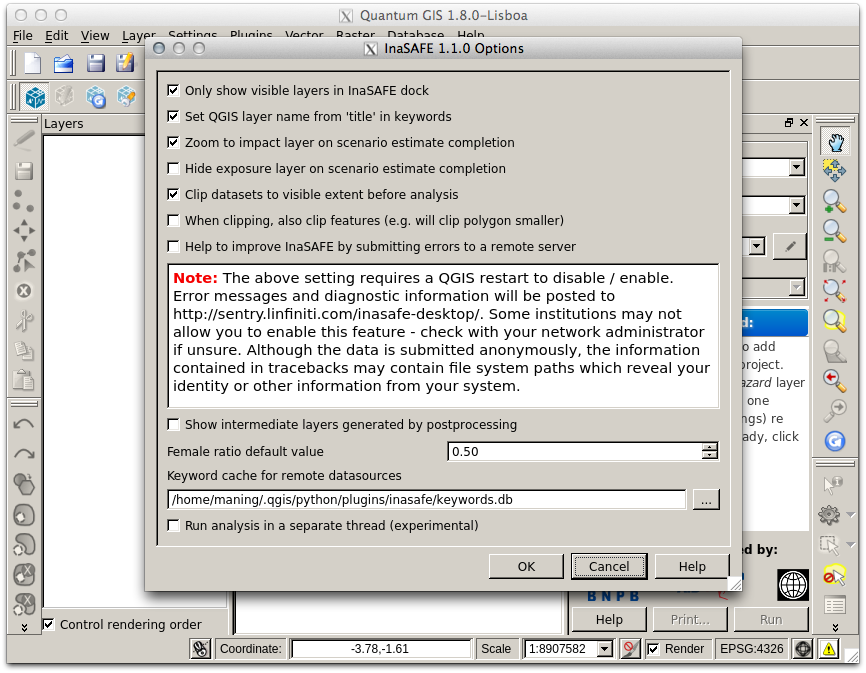 Quantum GIS 1.8.0-Lisboa
File Edit View Layer Settings Plugins Vector Raster Database Help
InaSAFE 1.1.0 Options
Layers
Only show visible layers in InaSAFE dock
Set QGIS layer name from 'title' in keywords
Zoom to impact layer on scenario estimate completion
Hide exposure layer on scenario estimate completion
Clip datasets to visible extent before analysis
When clipping, also clip features (e.g. will clip polygon smaller)
Help to improve InaSAFE by submitting errors to a remote server
Note: The above setting requires a QGIS restart to disable / enable.
Error messages and diagnostic information will be posted to
http://sentry.linfiniti.com/inasafe-desktop/. Some institutions may not
allow you to enable this feature - check with your network administrator
if unsure. Although the data is submitted anonymously, the information
contained in tracebacks may contain file system paths which reveal your
identity or other information from your system.
Show intermediate layers generated by postprocessing
Female ratio default value
0.50
Keyword cache for remote datasources
/home/maning/.qgis/python/plugins/inasafe/keywords.db
...
Run analysis in a separate thread (experimental)
OK Cancel Help
d:
to add
project.
azard layer
one
ngs) re
ady, click
ed by:
BNPB
Help Print... Run
Control rendering order
Coordinate: -3.78,-1.61 Scale 1:8907582 Render EPSG:4326